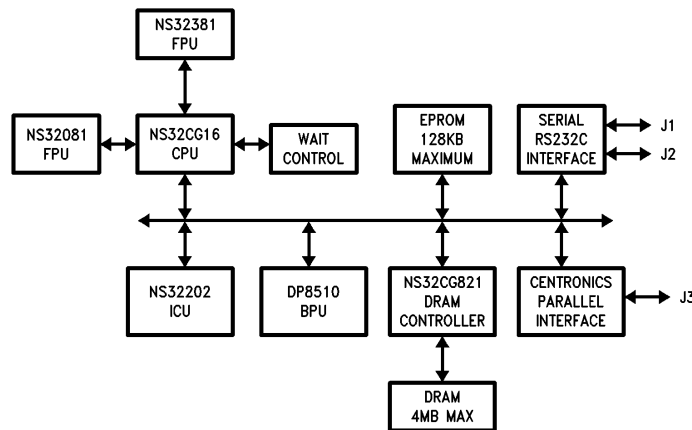 NS32381
FPU
NS32081
FPU
NS32CG16
CPU
WAIT
CONTROL
EPROM
128KB
MAXIMUM
SERIAL
RS232C
INTERFACE
J1
J2
NS32202
ICU
DP8510
BPU
NS32CG821
DRAM
CONTROLLER
CENTRONICS
PARALLEL
INTERFACE
J3
DRAM
4MB MAX